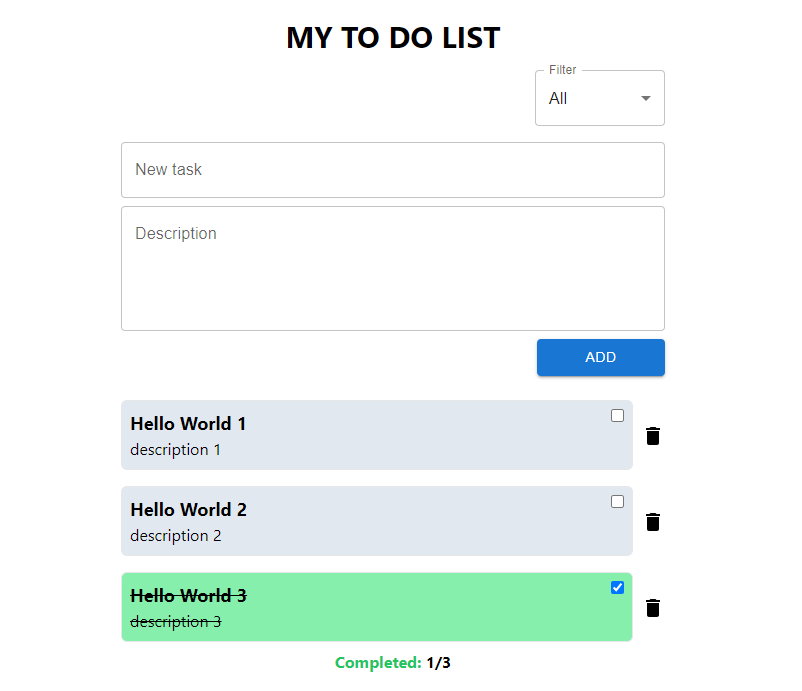 MY TO DO LIST
Filter
All
New task
Description
ADD
Hello World 1
description 1
Hello World 2
description 2
Hello World 3
description 3
Completed: 1/3